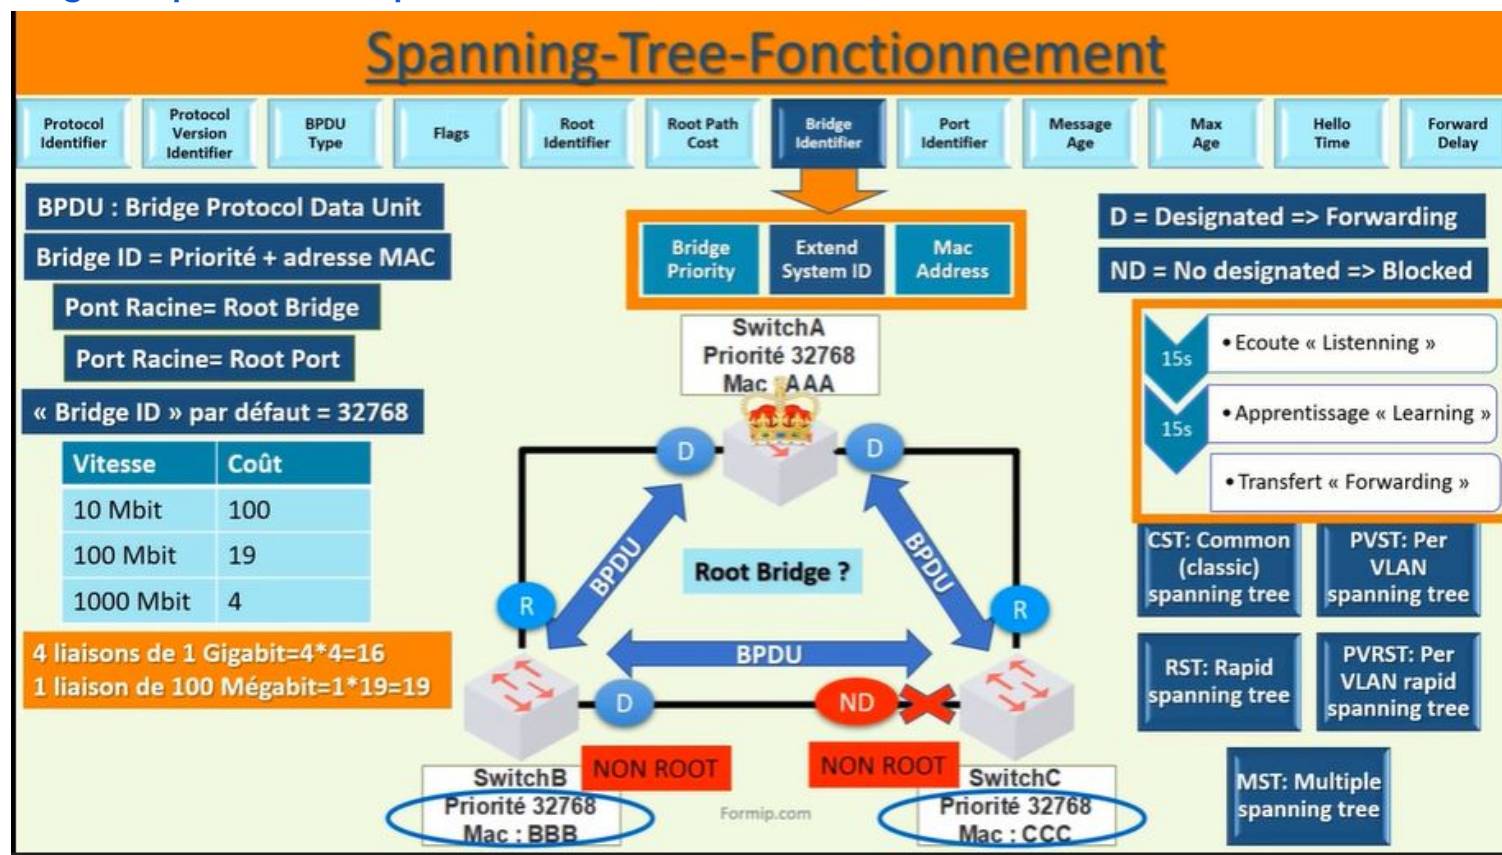 Spanning-Tree-Fonctionnement
Protocol
Identifier
Protocol
Version
Identifier
BPDU
Type
Flags
Root
Identifier
Root Path
Cost
Bridge
Identifier
Port
Identifier
Message
Age
Max
Age
Hello
Time
Forward
Delay
BPDU : Bridge Protocol Data Unit
Bridge ID = Priorité + adresse MAC
Pont Racine= Root Bridge
Port Racine= Root Port
« Bridge ID » par défaut = 32768
Vitesse Coût
10 Mbit 100
100 Mbit 19
1000 Mbit 4
4 liaisons de 1 Gigabit=4*4=16
1 liaison de 100 Mégabit=1*19=19
Bridge
Priority
Extend
System ID
Mac
Address
SwitchA
Priorité 32768
Mac : AAA
D
D
BPDU
BPDU
Root Bridge ?
R
R
BPDU
D
ND
NON ROOT
NON ROOT
SwitchB
Priorité 32768
Mac : BBB
Formip.com
SwitchC
Priorité 32768
Mac : CCC
D = Designated => Forwarding
ND = No designated => Blocked
15s
• Ecoute « Listenning »
15s
• Apprentissage « Learning »
• Transfert « Forwarding »
CST: Common
(classic)
spanning tree
PVST: Per
VLAN
spanning tree
RST: Rapid
spanning tree
PVRST: Per
VLAN rapid
spanning tree
MST: Multiple
spanning tree